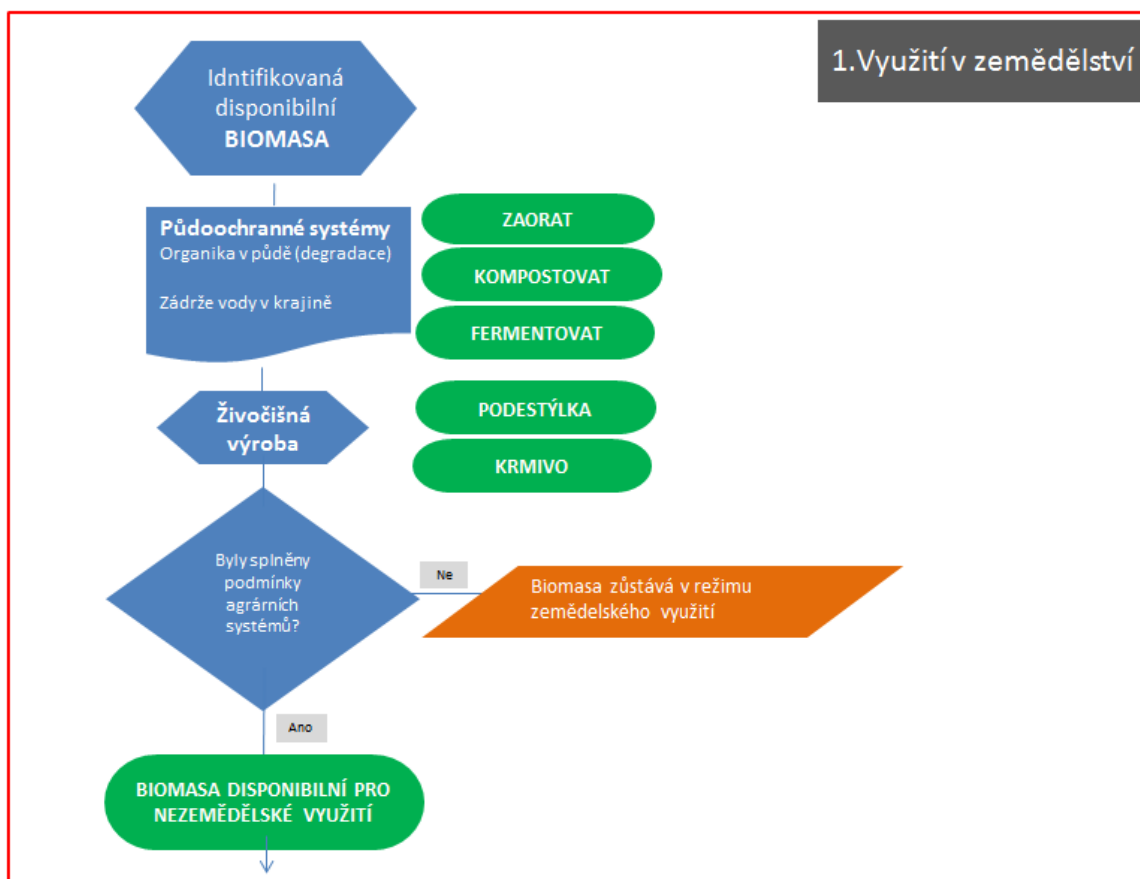 1.Využití v zemědělství
Idntifikovaná
disponibilní
BIOMASA
Půdoochranné systémy
Organika v půdě (degradace)
Zádrže vody v krajině
ZAORAT
KOMPOSTOVAT
FERMENTOVAT
Živočišná
výroba
PODESTÝLKA
KRMIVO
Byly splněny
podmínky
agrárních
systémů?
Ne
Biomasa zůstává v režimu
zemědelského využití
Ano
BIOMASA DISPONIBILNÍ PRO
NEZEMĚDĚLSKÉ VYUŽITÍ